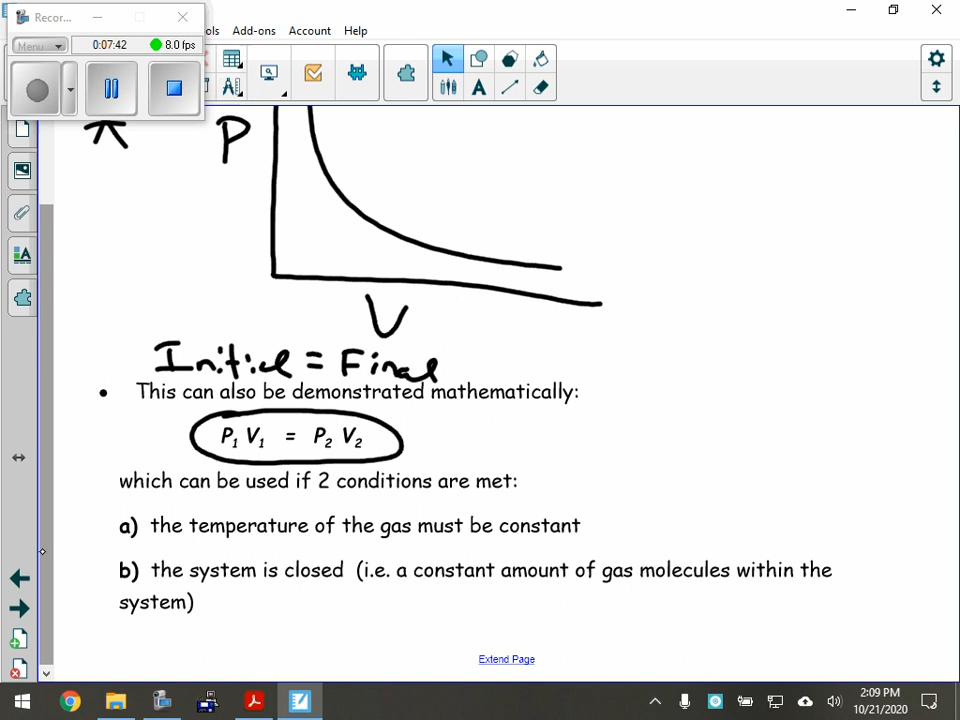 Recor...
ols Add-ons Account Help
Menu 0:07:42 8.0 fps
P
V
Initial = Final
• This can also be demonstrated mathematically:
P₁ V₁ = P₂ V₂
which can be used if 2 conditions are met:
a) the temperature of the gas must be constant
b) the system is closed (i.e. a constant amount of gas molecules within the
system)
Extend Page
2:09 PM
10/21/2020